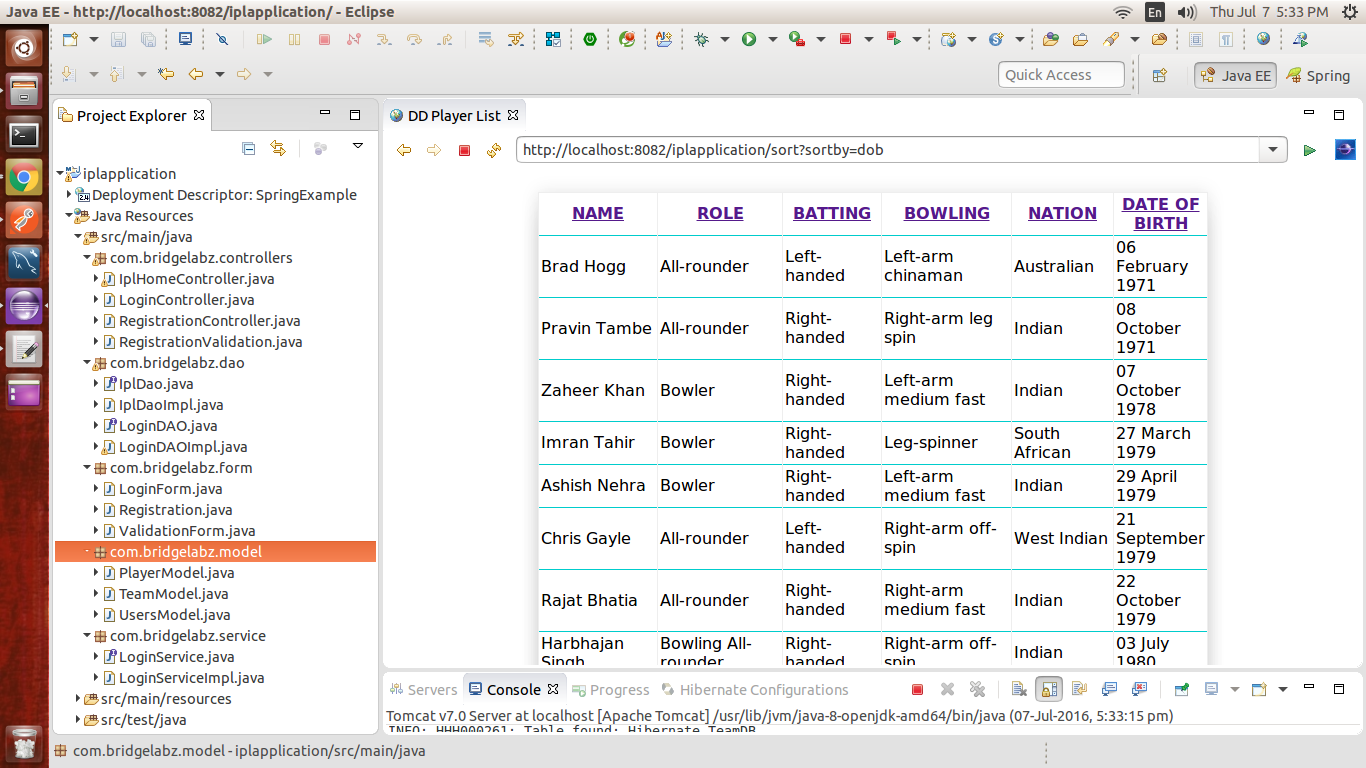 Java EE - http://localhost:8082/iplapplication/ - Eclipse
En
Thu Jul 7 5:33 PM
Quick Access
Java EE
Spring
Project Explorer
iplapplication
Deployment Descriptor: SpringExample
Java Resources
src/main/java
com.bridgelabz.controllers
IplHomeController.java
LoginController.java
RegistrationController.java
RegistrationValidation.java
com.bridgelabz.dao
IplDao.java
IplDaoImpl.java
LoginDAO.java
LoginDAOImpl.java
com.bridgelabz.form
LoginForm.java
Registration.java
ValidationForm.java
com.bridgelabz.model
PlayerModel.java
TeamModel.java
UsersModel.java
com.bridgelabz.service
LoginService.java
LoginServiceImpl.java
src/main/resources
src/test/java
DD Player List
http://localhost:8082/iplapplication/sort?sortby=dob
NAME ROLE BATTING BOWLING NATION DATE OF
BIRTH
Brad Hogg All-rounder Left-
handed Left-arm
chinaman Australian 06
February
1971
Pravin Tambe All-rounder Right-
handed Right-arm leg
spin Indian 08
October
1971
Zaheer Khan Bowler Right-
handed Left-arm
medium fast Indian 07
October
1978
Imran Tahir Bowler Right-
handed Leg-spinner South
African 27 March
1979
Ashish Nehra Bowler Right-
handed Left-arm
medium fast Indian 29 April
1979
Chris Gayle All-rounder Left-
handed Right-arm off-
spin West Indian 21
September
1979
Rajat Bhatia All-rounder Right-
handed Right-arm
medium fast Indian 22
October
1979
Harbhajan
Singh Bowling All-
rounder Right-
handed Right-arm off-
spin Indian 03 July
1980
Servers Console Progress Hibernate Configurations
Tomcat v7.0 Server at localhost [Apache Tomcat] /usr/lib/jvm/java-8-openjdk-amd64/bin/java (07-Jul-2016, 5:33:15 pm)
INFO: HHH000261: Table found: Hibernate.TeamDB
com.bridgelabz.model - iplapplication/src/main/java